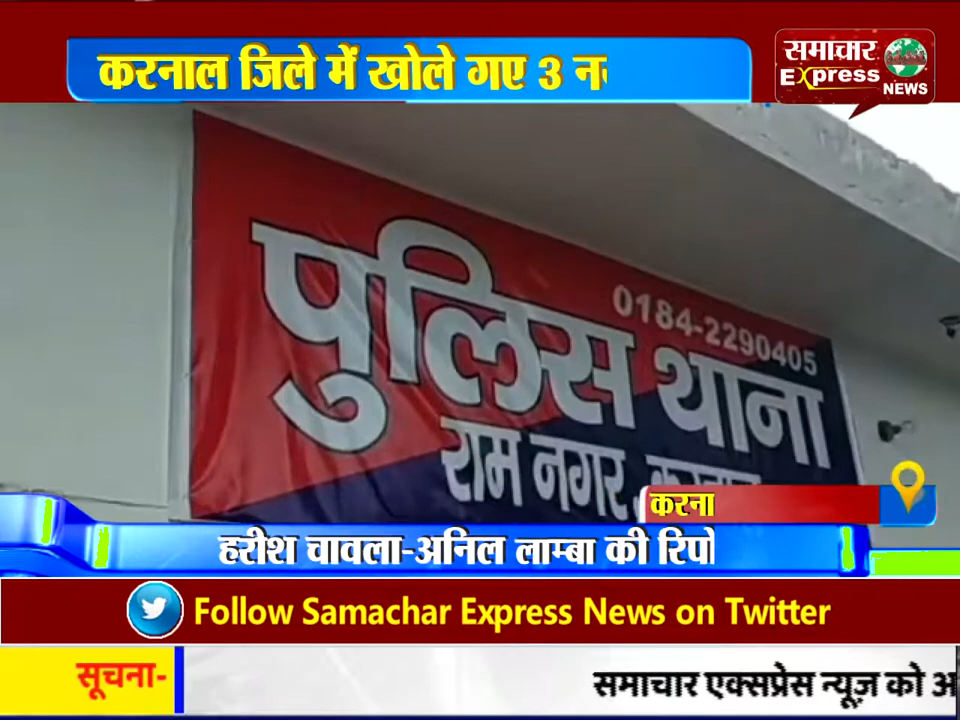 करनाल जिले में खोले गए 3
समाचार
Express
NEWS
0184-2290405
पुलिस थाना
राम नगर,
हरीश चावला-अनिल लाम्बा की
Follow Samachar Express News on Twitter
सूचना-
समाचार एक्सप्रेस न्यूज़ को